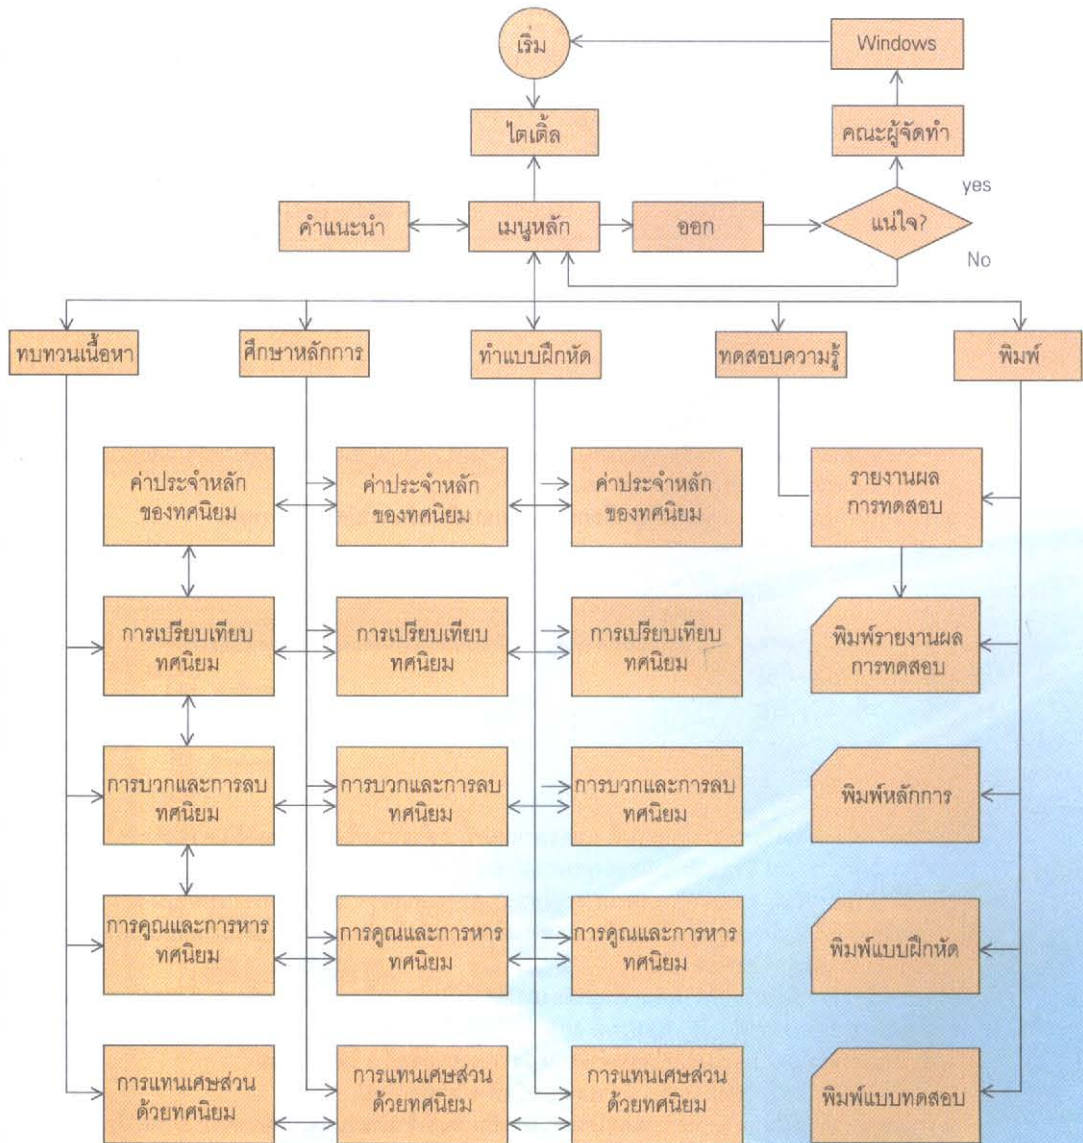 เริ่ม
Windows
ไตเติ้ล
คณะผู้จัดทำ
yes
คำแนะนำ
เมนูหลัก
ออก
แน่ใจ?
No
ทบทวนเนื้อหา
ศึกษาหลักการ
ทำแบบฝึกหัด
ทดสอบความรู้
พิมพ์
ค่าประจำหลัก
ของทศนิยม
ค่าประจำหลัก
ของทศนิยม
ค่าประจำหลัก
ของทศนิยม
รายงานผล
การทดสอบ
การเปรียบเทียบ
ทศนิยม
การเปรียบเทียบ
ทศนิยม
การเปรียบเทียบ
ทศนิยม
พิมพ์รายงานผล
การทดสอบ
การบวกและการลบ
ทศนิยม
การบวกและการลบ
ทศนิยม
การบวกและการลบ
ทศนิยม
พิมพ์หลักการ
การคูณและการหาร
ทศนิยม
การคูณและการหาร
ทศนิยม
การคูณและการหาร
ทศนิยม
พิมพ์แบบฝึกหัด
การแทนเศษส่วน
ด้วยทศนิยม
การแทนเศษส่วน
ด้วยทศนิยม
การแทนเศษส่วน
ด้วยทศนิยม
พิมพ์แบบทดสอบ